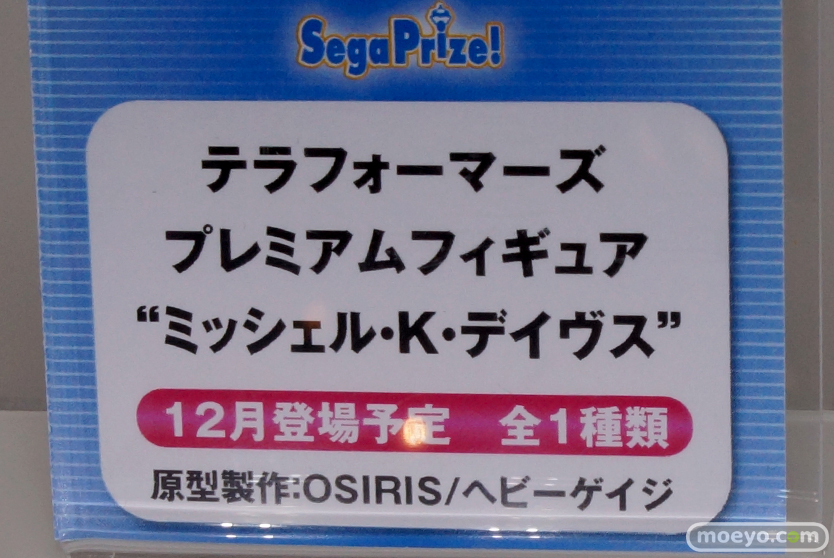 SegaPrize!
テラフォーマーズ
プレミアムフィギュア
“ミッシェル・K・デイヴス”
12月登場予定　全1種類
原型製作:OSIRIS/ヘビーゲイジ
moeyo.com